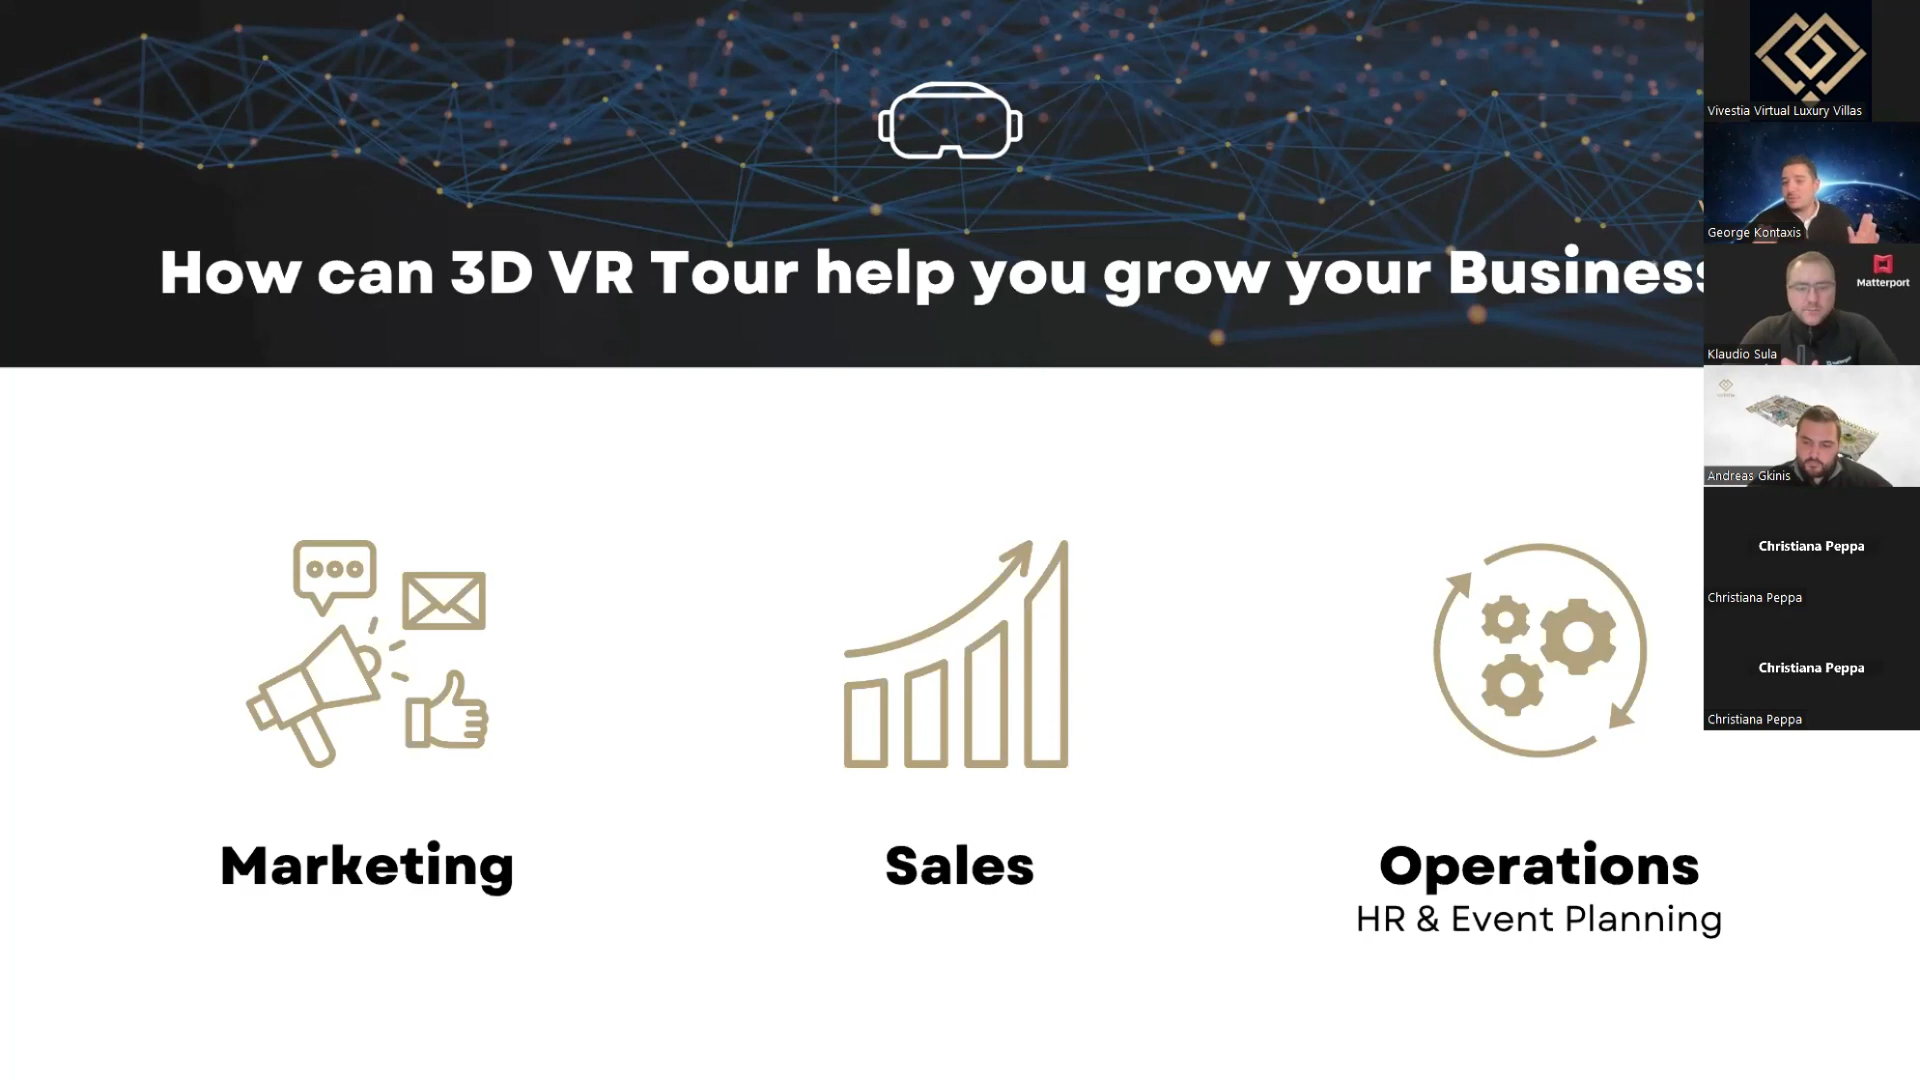 How can 3D VR Tour help you grow your Business
Marketing
Sales
Operations
HR & Event Planning
Vivestia Virtual Luxury Villas
George Kontaxis
Matterport
Klaudio Sula
Andreas Gkinis
Christiana Peppa
Christiana Peppa
Christiana Peppa
Christiana Peppa